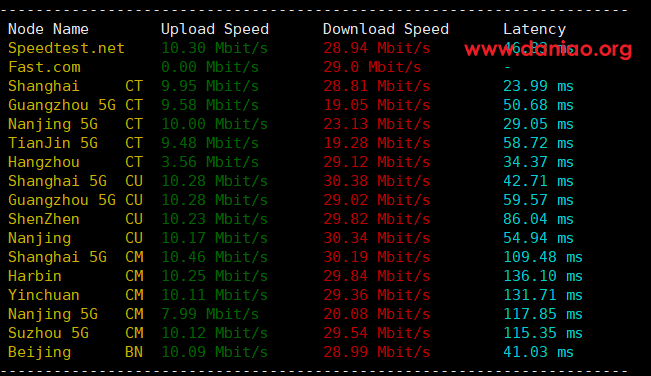 ------------------------------------------------------------------------
Node Name Upload Speed Download Speed Latency
Speedtest.net 10.30 Mbit/s 28.94 Mbit/s ms
www.daniao.org
Fast.com 0.00 Mbit/s 29.0 Mbit/s -
Shanghai CT 9.95 Mbit/s 28.81 Mbit/s 23.99 ms
Guangzhou 5G CT 9.58 Mbit/s 19.05 Mbit/s 50.68 ms
Nanjing 5G CT 10.00 Mbit/s 23.13 Mbit/s 29.05 ms
TianJin 5G CT 9.48 Mbit/s 19.28 Mbit/s 58.72 ms
Hangzhou CT 3.56 Mbit/s 29.12 Mbit/s 34.37 ms
Shanghai 5G CU 10.28 Mbit/s 30.38 Mbit/s 42.71 ms
Guangzhou 5G CU 10.28 Mbit/s 29.02 Mbit/s 59.57 ms
ShenZhen CU 10.23 Mbit/s 29.82 Mbit/s 86.04 ms
Nanjing CU 10.17 Mbit/s 30.34 Mbit/s 54.94 ms
Shanghai 5G CM 10.46 Mbit/s 30.19 Mbit/s 109.48 ms
Harbin CM 10.25 Mbit/s 29.84 Mbit/s 136.10 ms
Yinchuan CM 10.11 Mbit/s 29.36 Mbit/s 131.71 ms
Nanjing 5G CM 7.99 Mbit/s 20.08 Mbit/s 117.85 ms
Suzhou 5G CM 10.12 Mbit/s 29.54 Mbit/s 115.35 ms
Beijing BN 10.09 Mbit/s 28.99 Mbit/s 41.03 ms
------------------------------------------------------------------------